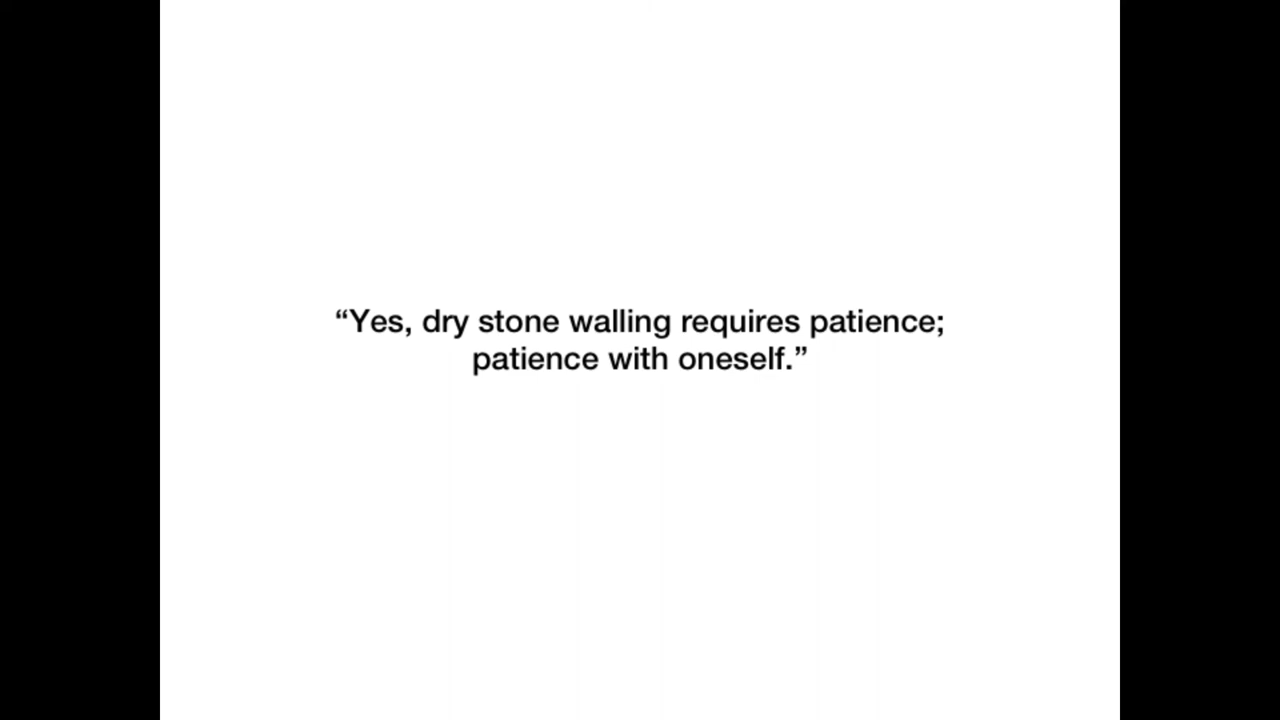 “Yes, dry stone walling requires patience;
patience with oneself.”